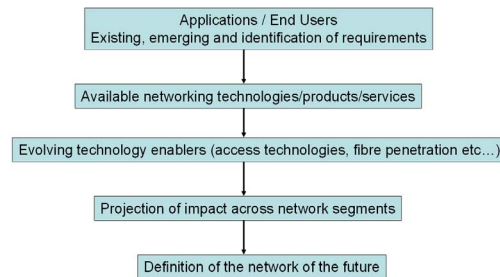 Applications / End Users
Existing, emerging and identification of requirements
Available networking technologies/products/services
Evolving technology enablers (access technologies, fibre penetration etc…)
Projection of impact across network segments
Definition of the network of the future